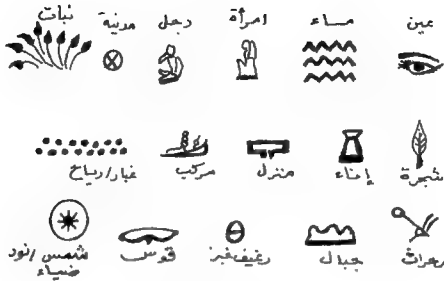 عين مساء امرأة رجل مدينة نبات
شجرة إناء منزل مركب غبار/رياح
محراث جبال رغيف خبز قوس شمس/نور
ضياء